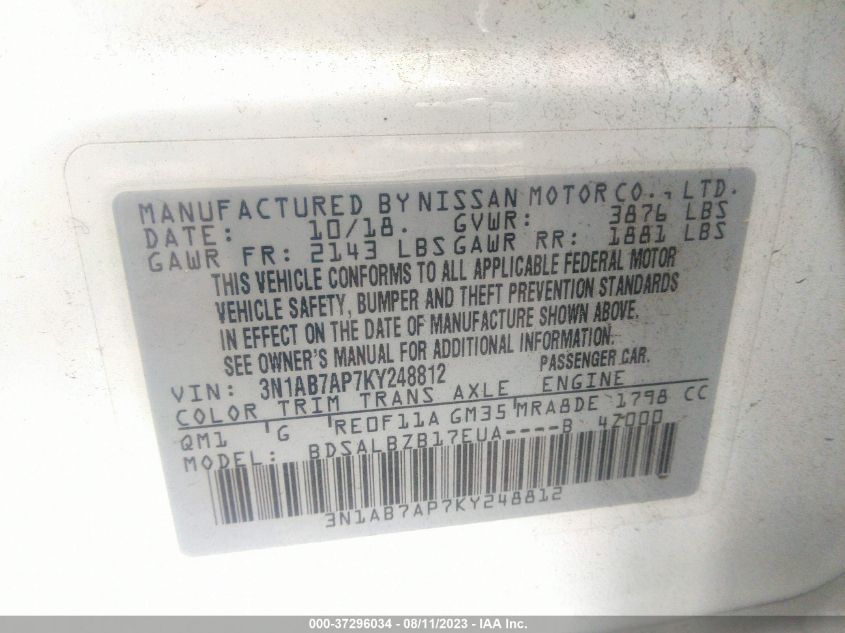 MANUFACTURED BY NISSAN MOTOR CO., LTD.
DATE: 10/18. GVWR: 3876 LBS
GAWR FR: 2143 LBS GAWR RR: 1881 LBS
THIS VEHICLE CONFORMS TO ALL APPLICABLE FEDERAL MOTOR
VEHICLE SAFETY, BUMPER AND THEFT PREVENTION STANDARDS
IN EFFECT ON THE DATE OF MANUFACTURE SHOWN ABOVE.
SEE OWNER'S MANUAL FOR ADDITIONAL INFORMATION.
PASSENGER CAR.
VIN: 3N1AB7AP7KY248812
COLOR TRIM TRANS AXLE ENGINE
QM1 G RE0F11A GM35 MRA8DE 1798 CC
MODEL: BDSALBZB17EUA----B 4Z000
3N1AB7AP7KY248812
000-37296034 - 08/11/2023 - IAA Inc.